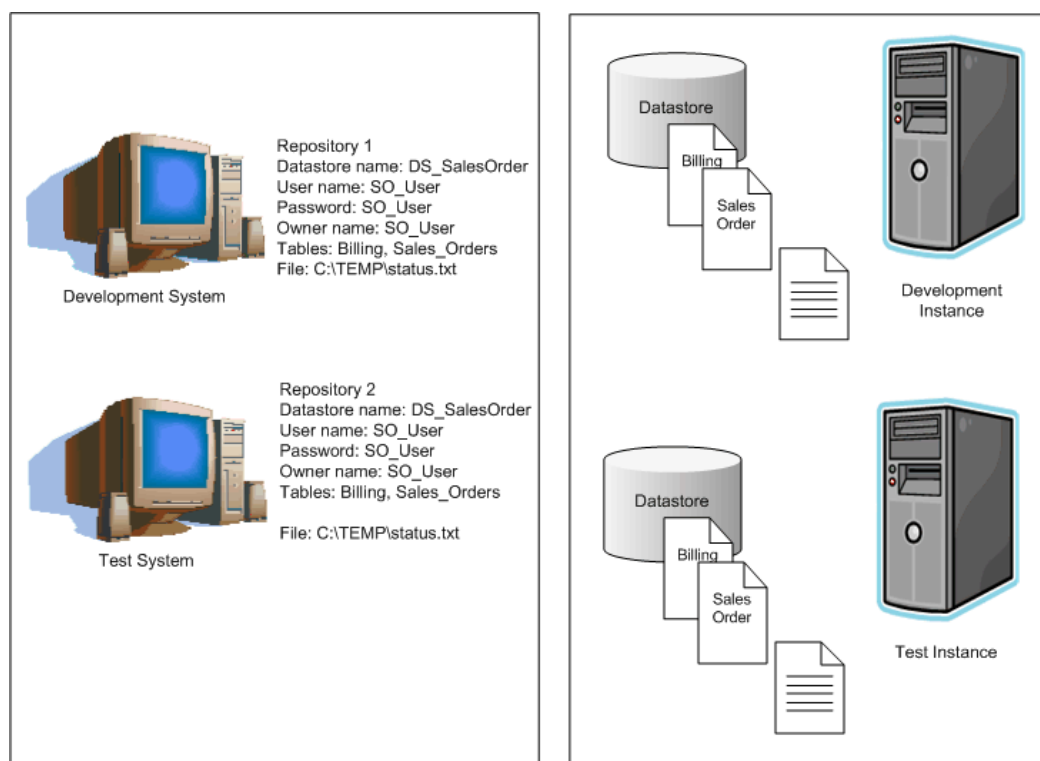 Repository 1
Datastore name: DS_SalesOrder
User name: SO_User
Password: SO_User
Owner name: SO_User
Tables: Billing, Sales_Orders
File: C:\TEMP\status.txt
Development System
Repository 2
Datastore name: DS_SalesOrder
User name: SO_User
Password: SO_User
Owner name: SO_User
Tables: Billing, Sales_Orders
File: C:\TEMP\status.txt
Test System
Datastore
Billing
Sales
Order
Development
Instance
Datastore
Billing
Sales
Order
Test Instance